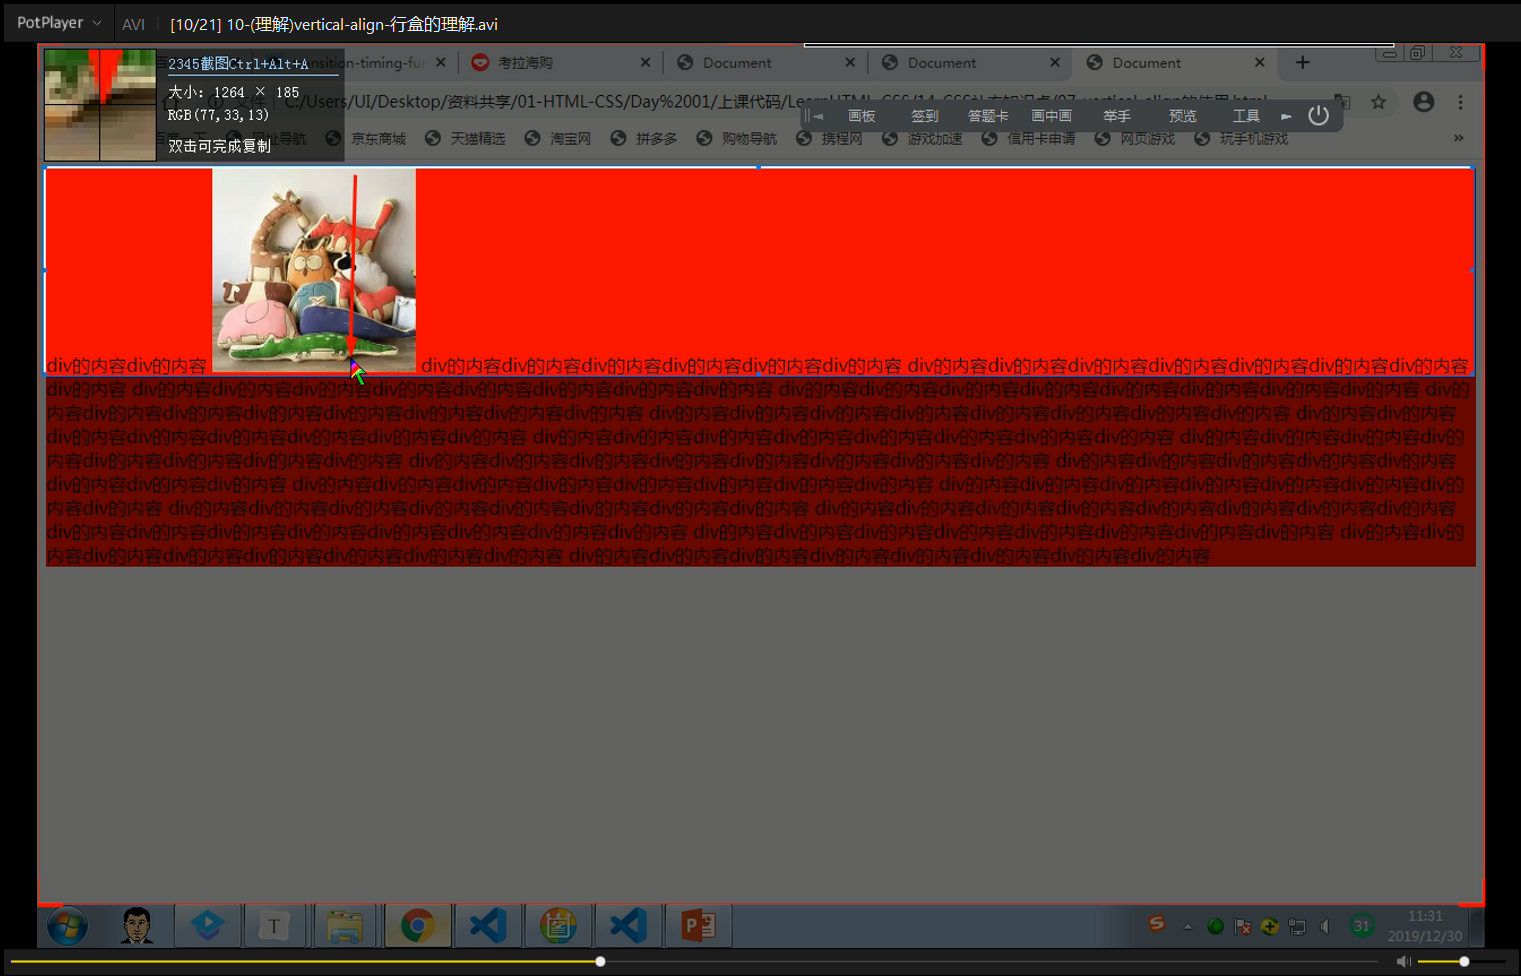 PotPlayer AVI [10/21] 10-(理解)vertical-align-行盒的理解.avi
2345截图Ctrl+Alt+A
大小: 1264 × 185
RGB(77,33,13)
双击可完成复制
nsition-timing-fu 考拉海购 Document Document Document
文件 C:/Users/UI/Desktop/资料共享/01-HTML-CSS/Day%2001/上课代码/LearnHTML_CSS/14_CSS
画板 签到 答题卡 画中画 举手 预览 工具
京东商城 天猫精选 淘宝网 拼多多 购物导航 携程网 游戏加速 信用卡申请 网页游戏 玩手机游戏
div的内容div的内容 div的内容div的内容div的内容div的内容div的内容div的内容 div的内容div的内容div的内容div的内容div的内容div的内容div的内容
div的内容 div的内容div的内容div的内容div的内容div的内容div的内容div的内容div的内容 div的内容div的内容div的内容div的内容div的内容div的内容div的内容div的内容 div的
内容div的内容div的内容div的内容div的内容div的内容div的内容div的内容 div的内容div的内容div的内容div的内容div的内容div的内容div的内容div的内容 div的内容div的内容
div的内容div的内容div的内容div的内容div的内容div的内容 div的内容div的内容div的内容div的内容div的内容div的内容div的内容div的内容 div的内容div的内容div的内容div的
内容div的内容div的内容div的内容div的内容 div的内容div的内容div的内容div的内容div的内容div的内容div的内容div的内容 div的内容div的内容div的内容div的内容div的内容
div的内容div的内容div的内容 div的内容div的内容div的内容div的内容div的内容div的内容div的内容div的内容 div的内容div的内容div的内容div的内容div的内容div的内容div的
内容div的内容 div的内容div的内容div的内容div的内容div的内容div的内容div的内容div的内容 div的内容div的内容div的内容div的内容div的内容div的内容div的内容div的内容
div的内容div的内容div的内容div的内容div的内容div的内容div的内容div的内容 div的内容div的内容div的内容div的内容div的内容div的内容div的内容div的内容 div的内容div的
内容div的内容div的内容div的内容div的内容div的内容div的内容 div的内容div的内容div的内容div的内容div的内容div的内容div的内容div的内容
T
P
S 31
11:31
2019/12/30